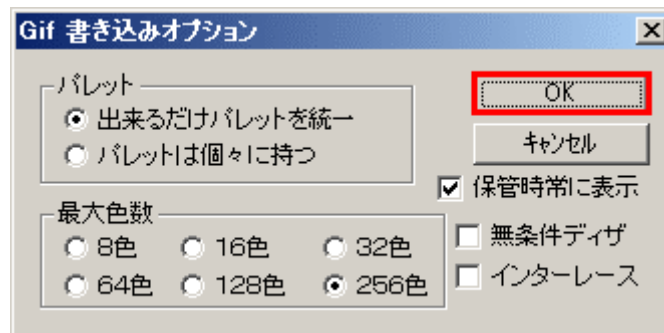 Gif 書き込みオプション
パレット
出来るだけパレットを統一
パレットは個々に持つ
OK
キャンセル
保管時常に表示
最大色数
8色 16色 32色
64色 128色 256色
無条件ディザ
インターレース